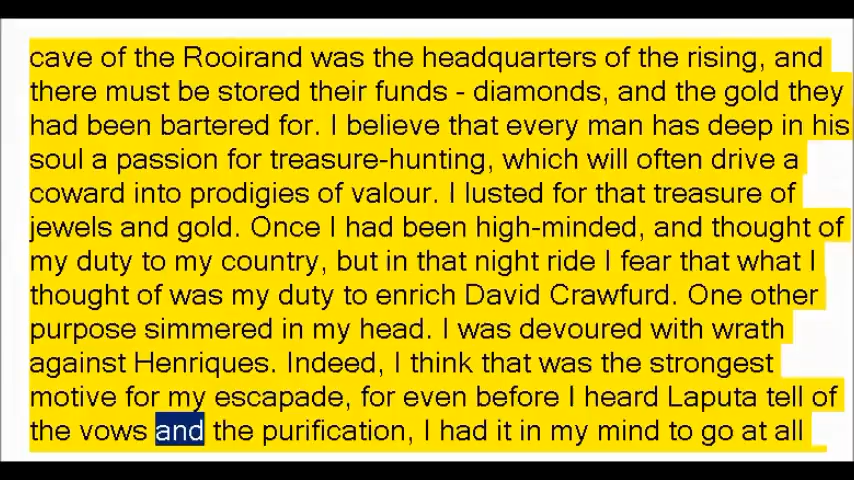 cave of the Rooirand was the headquarters of the rising, and
there must be stored their funds - diamonds, and the gold they
had been bartered for. I believe that every man has deep in his
soul a passion for treasure-hunting, which will often drive a
coward into prodigies of valour. I lusted for that treasure of
jewels and gold. Once I had been high-minded, and thought of
my duty to my country, but in that night ride I fear that what I
thought of was my duty to enrich David Crawfurd. One other
purpose simmered in my head. I was devoured with wrath
against Henriques. Indeed, I think that was the strongest
motive for my escapade, for even before I heard Laputa tell of
the vows and the purification, I had it in my mind to go at all